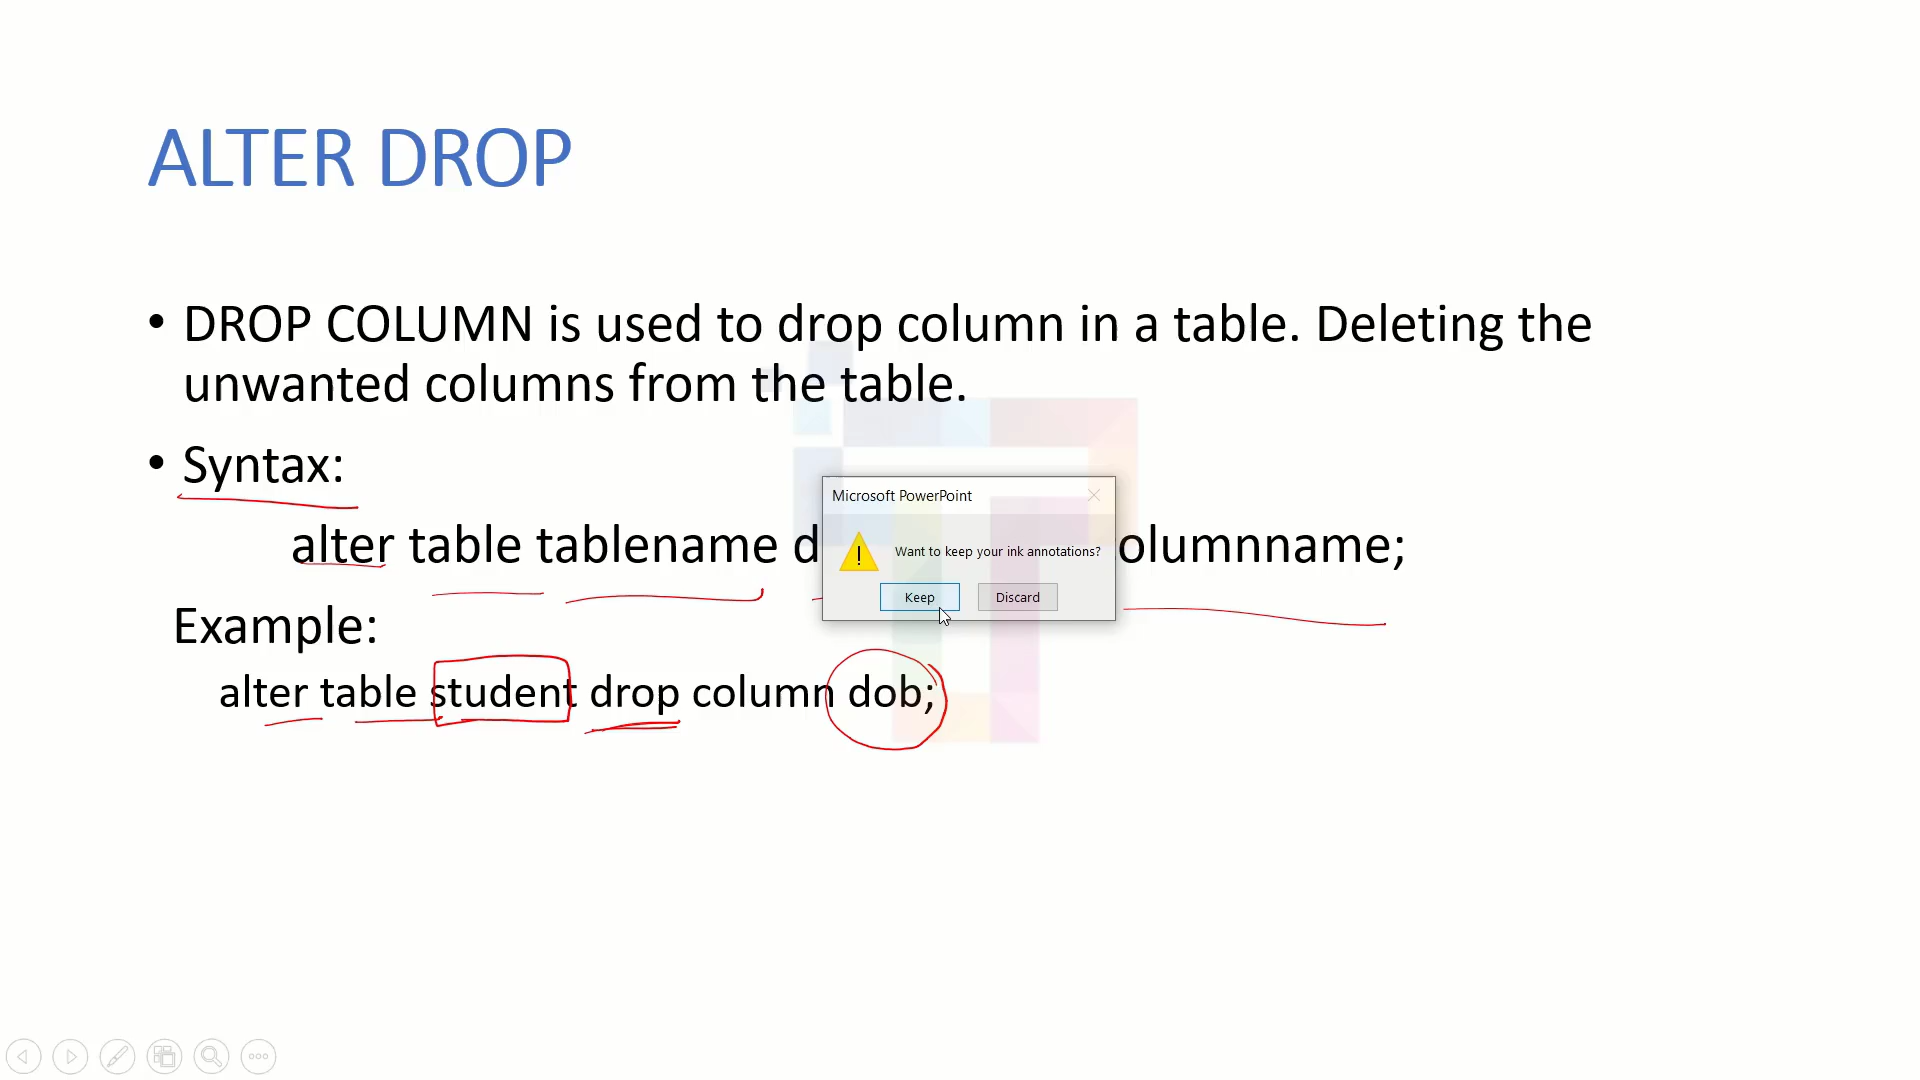 ALTER DROP
• DROP COLUMN is used to drop column in a table. Deleting the
unwanted columns from the table.
• Syntax:
alter table tablename d olumnname;
Microsoft PowerPoint
Want to keep your ink annotations?
Keep Discard
Example:
alter table student drop column dob;